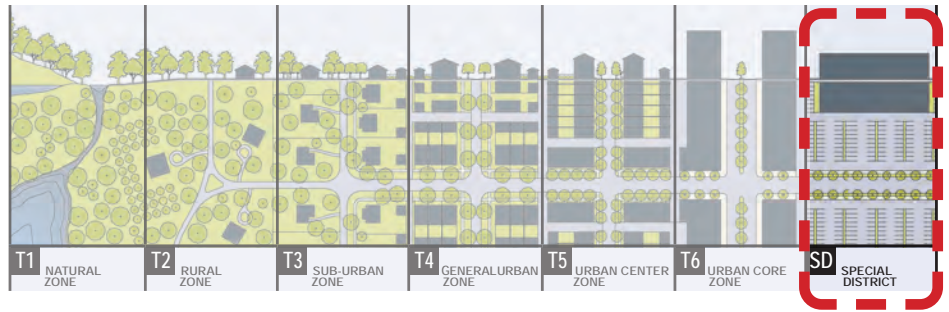 T1 NATURAL
ZONE
T2 RURAL
ZONE
T3 SUB-URBAN
ZONE
T4 GENERALURBAN
ZONE
T5 URBAN CENTER
ZONE
T6 URBAN CORE
ZONE
SD SPECIAL
DISTRICT